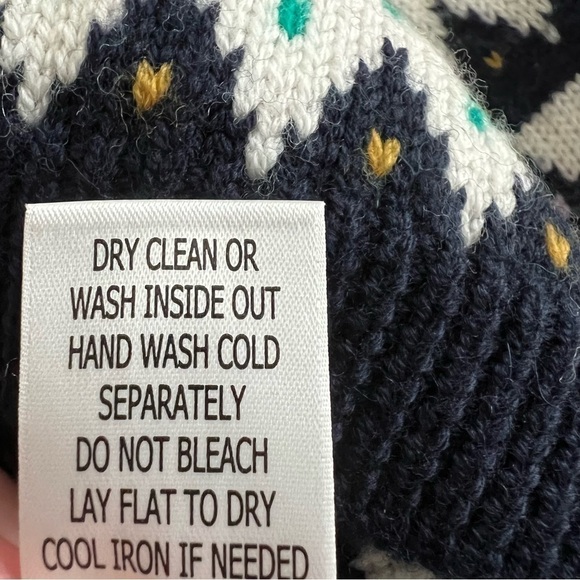 DRY CLEAN OR
WASH INSIDE OUT
HAND WASH COLD
SEPARATELY
DO NOT BLEACH
LAY FLAT TO DRY
COOL IRON IF NEEDED